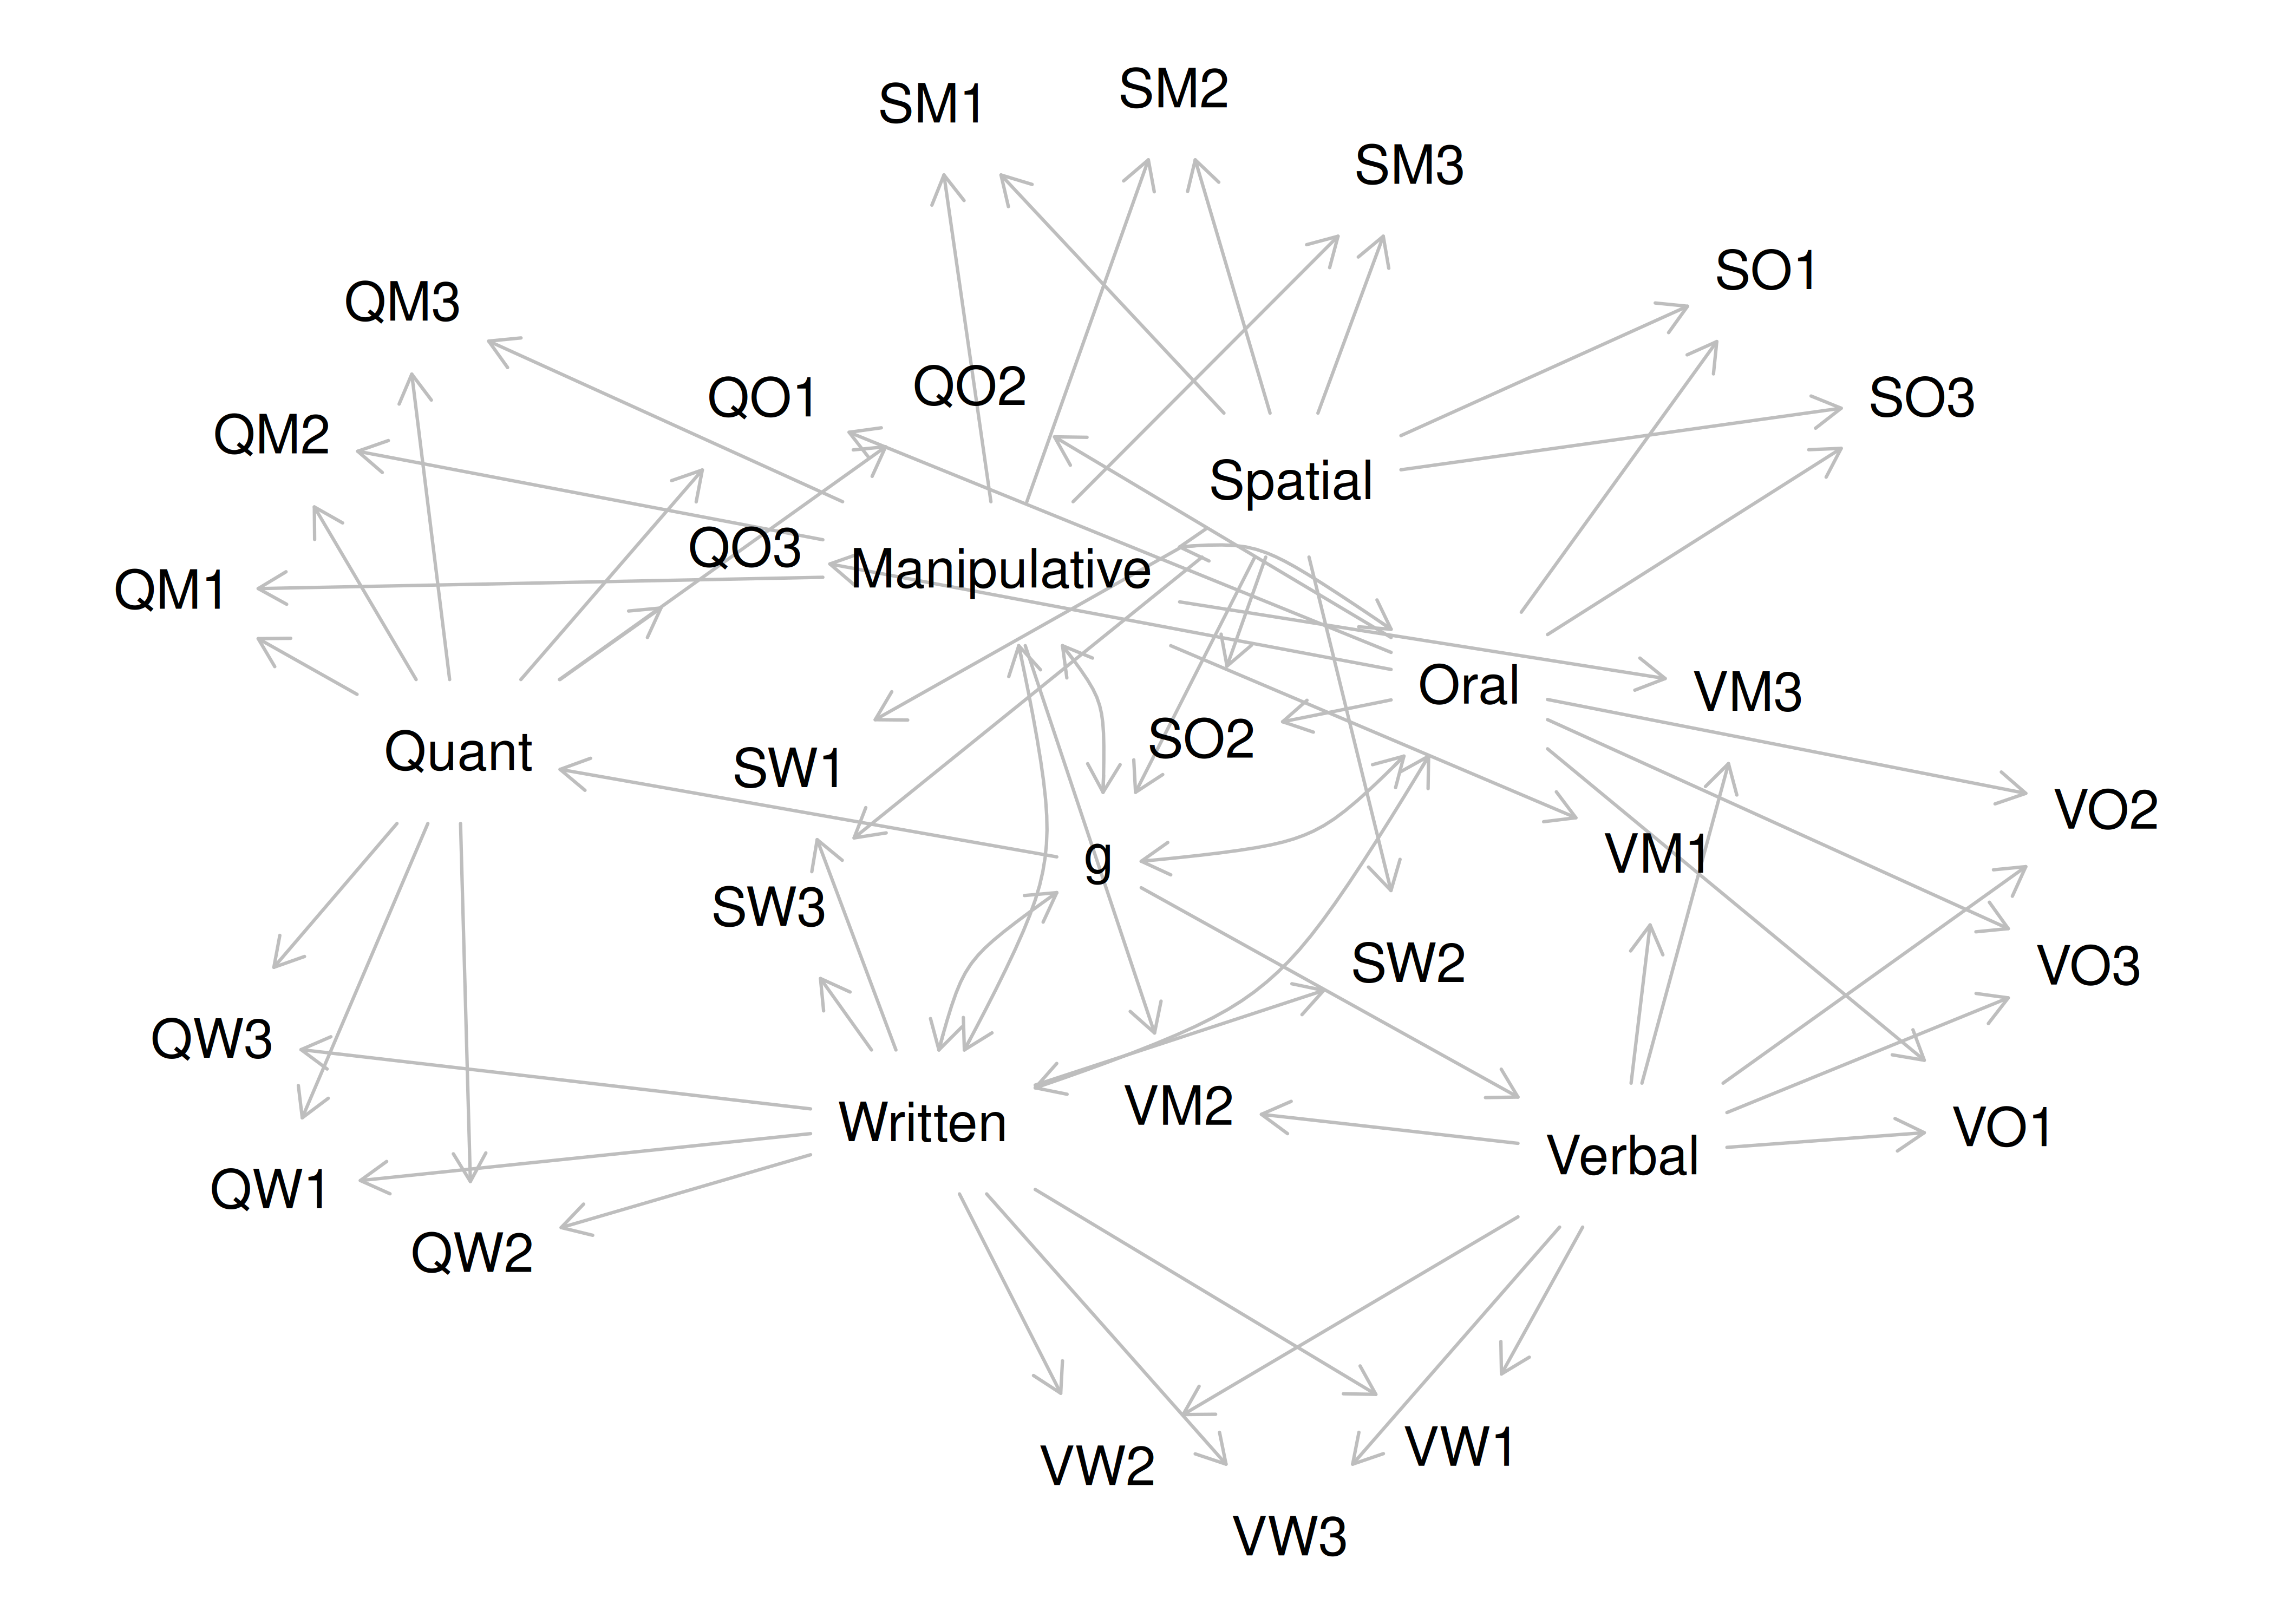 SM2
SM1
SM3
SO1
QM3
QO2
QO1
SO3
QM2
Spatial
QO3
Manipulative
QM1
Oral
VM3
SO2
Quant
SW1
VO2
VM1
g
SW3
SW2
VO3
QW3
VM2
Written
VO1
Verbal
QW1
QW2
VW1
VW2
VW3